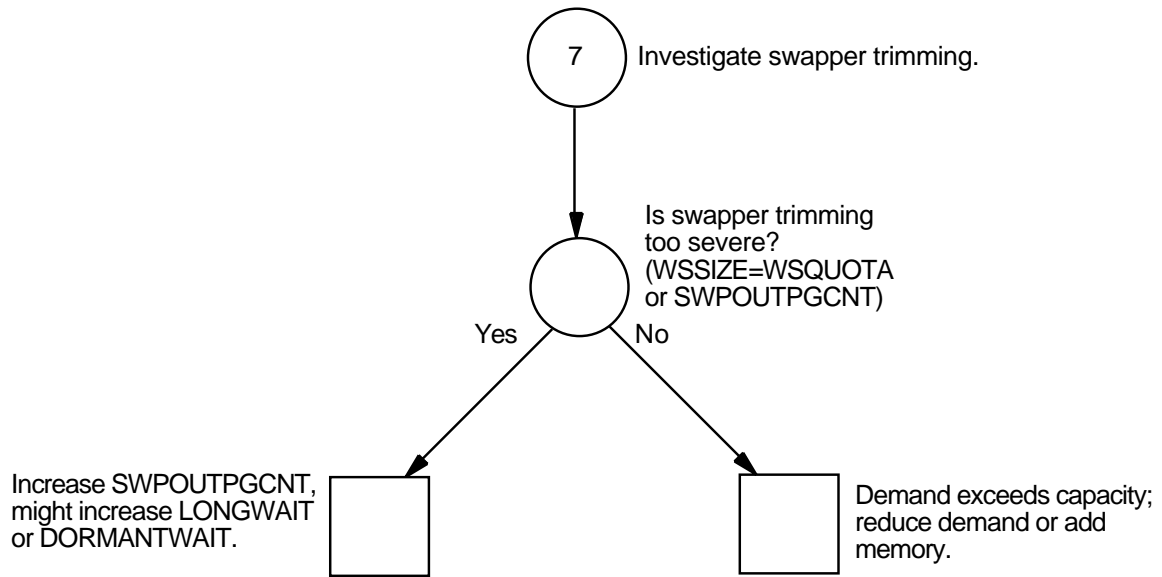 7
Investigate swapper trimming.
Is swapper trimming
too severe?
(WSSIZE=WSQUOTA
or SWPOUTPGCNT)
Yes
No
Increase SWPOUTPGCNT,
might increase LONGWAIT
or DORMANTWAIT.
Demand exceeds capacity;
reduce demand or add
memory.